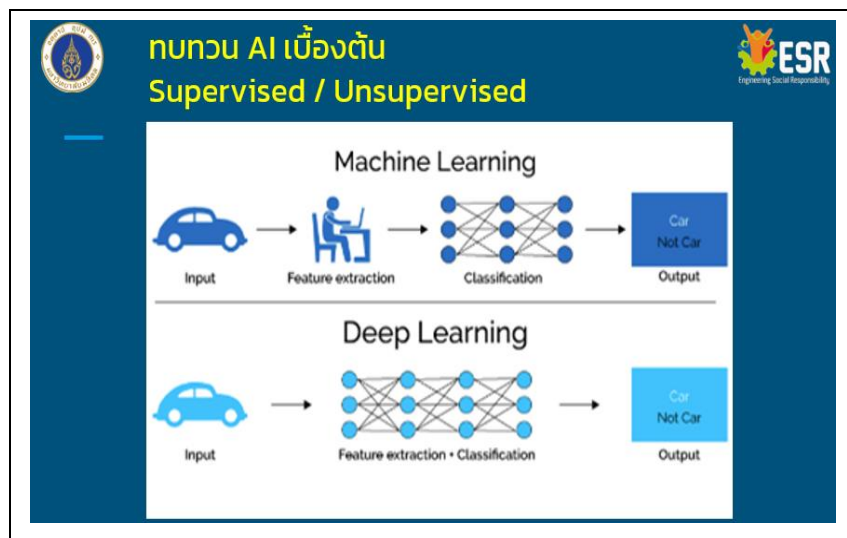 ทบทวน AI เบื้องต้น
Supervised / Unsupervised
ESR
Engineering Social Responsibility
Machine Learning
Input
Feature extraction
Classification
Car
Not Car
Output
Deep Learning
Input
Feature extraction • Classification
Car
Not Car
Output